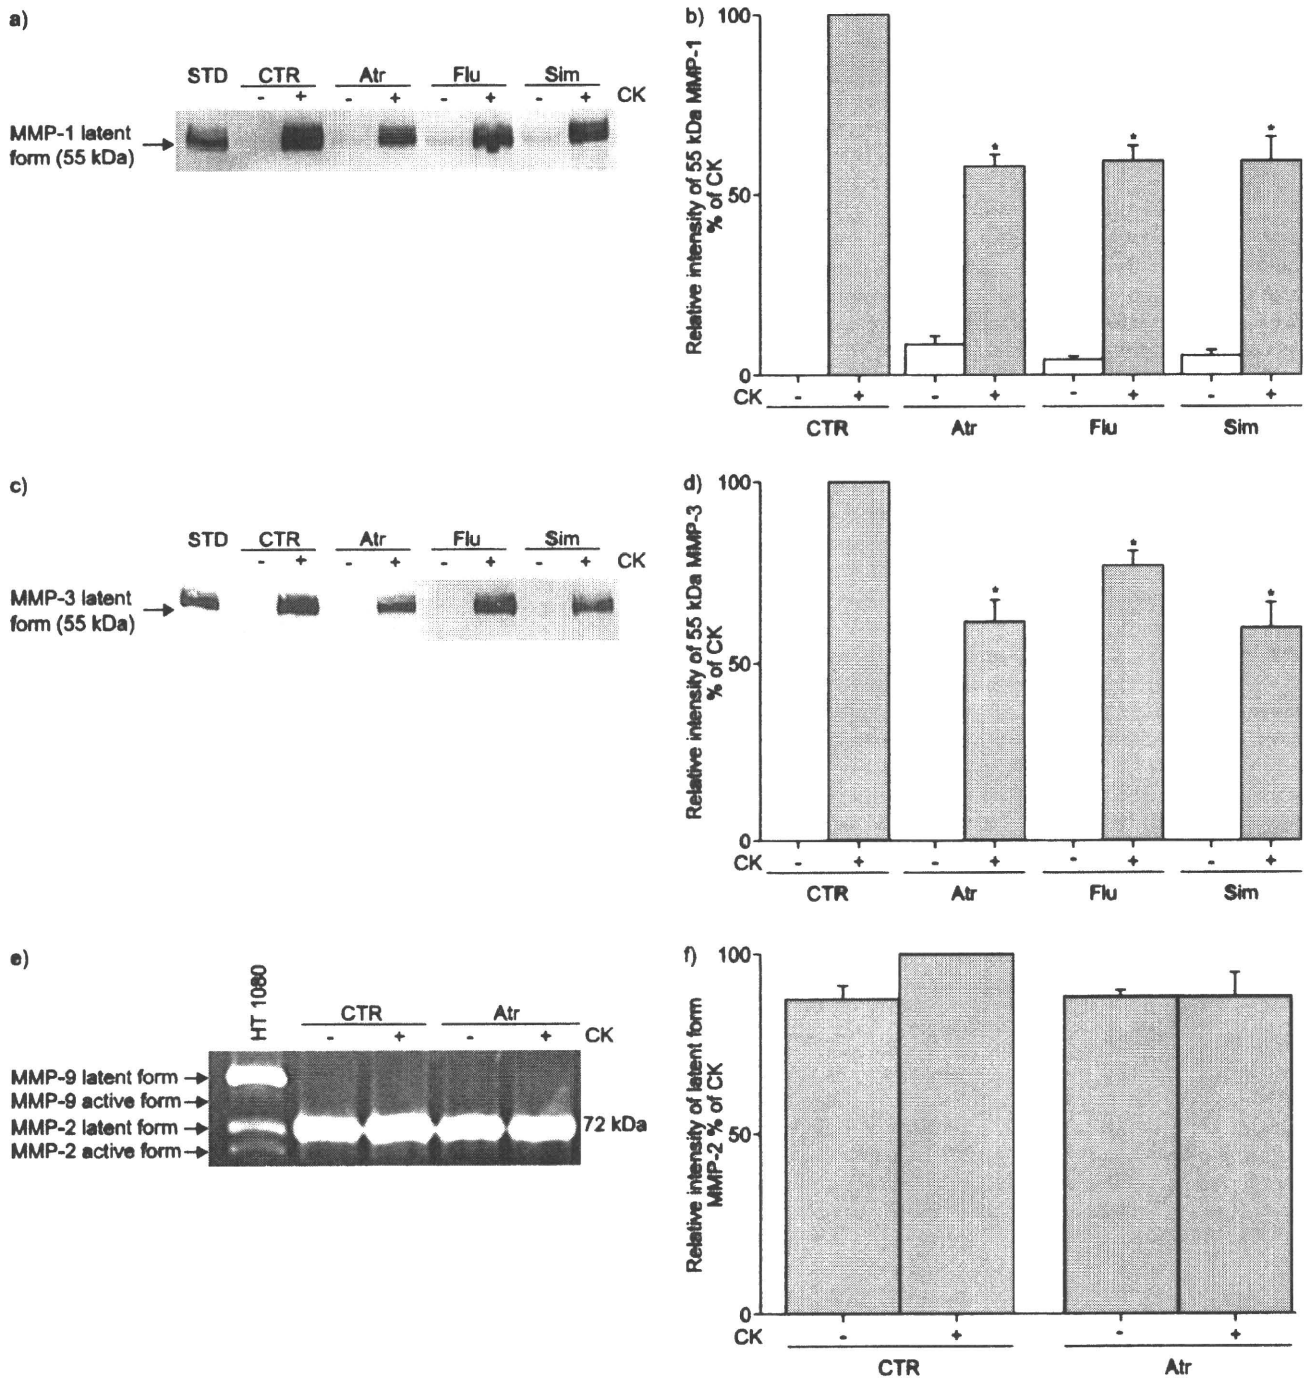 a)
STD CTR Atr Flu Sim
- + - + - + - + CK
MMP-1 latent
form (55 kDa)
b)
Relative intensity of 55 kDa MMP-1
% of CK
100
50
0
CK - + - + - + - +
CTR Atr Flu Sim
* * *
c)
STD CTR Atr Flu Sim
- + - + - + - + CK
MMP-3 latent
form (55 kDa)
d)
Relative intensity of 55 kDa MMP-3
% of CK
100
50
0
CK - + - + - + - +
CTR Atr Flu Sim
* * *
e)
HT 1080
CTR Atr
- + - + CK
MMP-9 latent form
MMP-9 active form
MMP-2 latent form
MMP-2 active form
72 kDa
f)
Relative intensity of latent form
MMP-2 % of CK
100
50
0
CK - + - +
CTR Atr